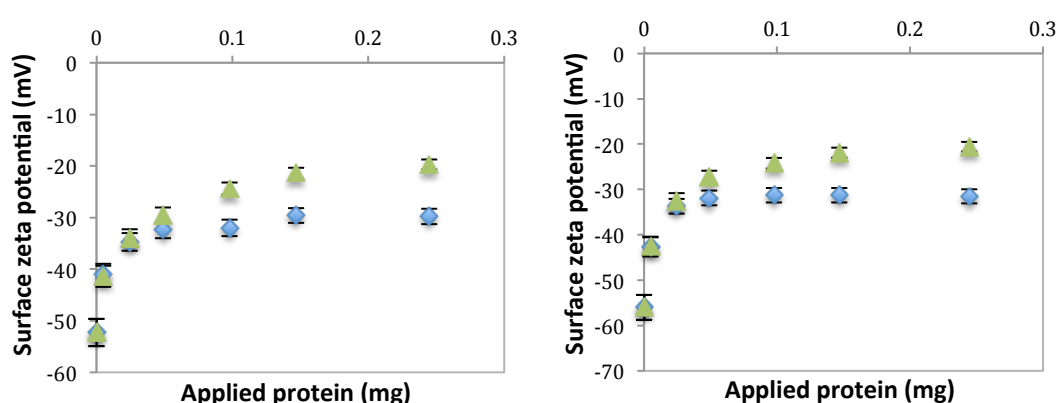 0 0.1 0.2 0.3
0
-10
-20
-30
-40
-50
-60
Surface zeta potential (mV)
Applied protein (mg)
0 0.1 0.2 0.3
0
-10
-20
-30
-40
-50
-60
-70
Surface zeta potential (mV)
Applied protein (mg)